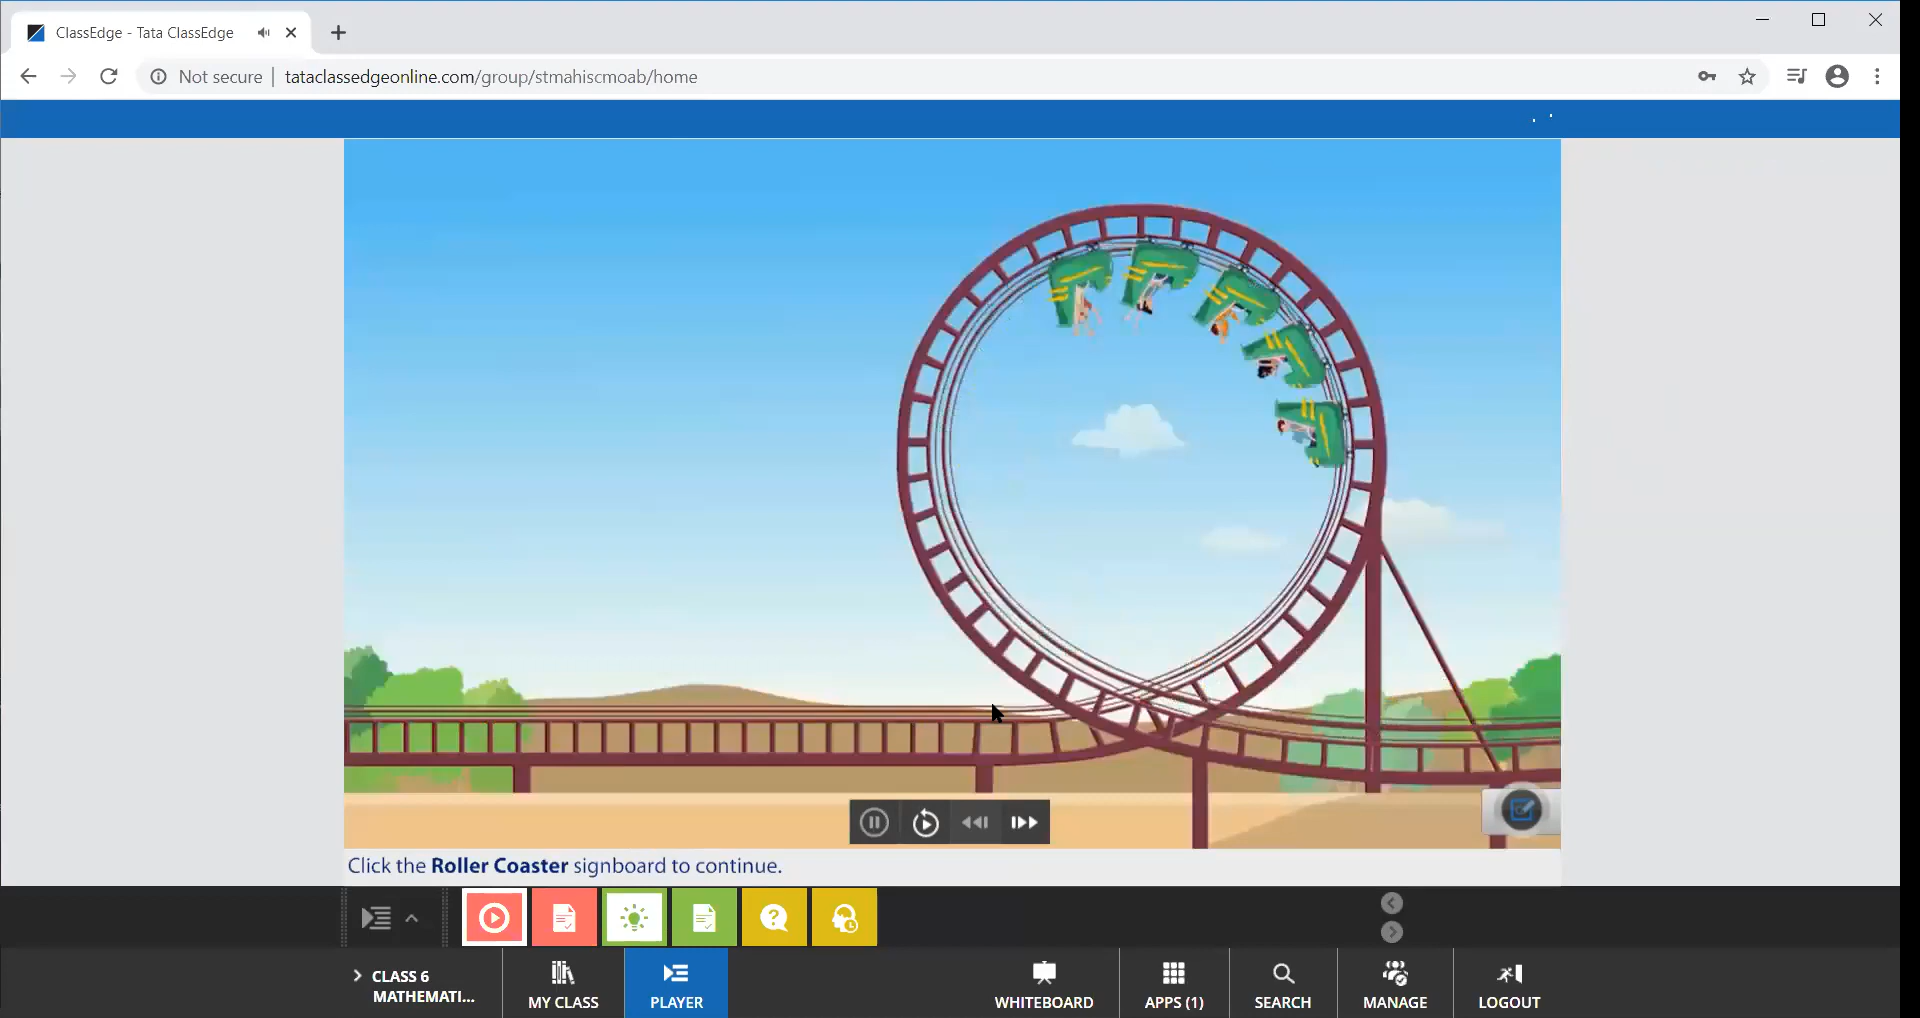 ClassEdge - Tata ClassEdge
Not secure | tataclassedgeonline.com/group/stmahiscmoab/home
Click the Roller Coaster signboard to continue.
CLASS 6
MATHEMATI...
MY CLASS
PLAYER
WHITEBOARD
APPS (1)
SEARCH
MANAGE
LOGOUT